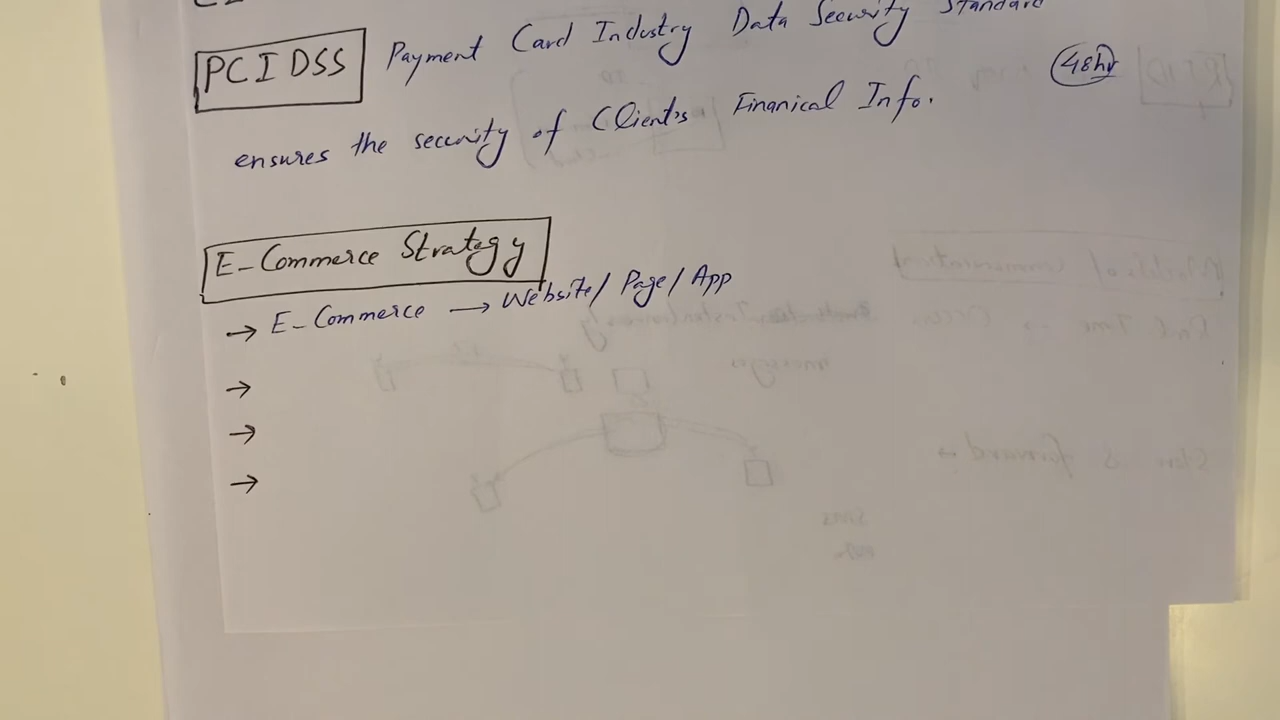 PCI DSS Payment Card Industry Data Security Standard
48hr
ensures the security of Client's Finanical Info.
E-Commerce Strategy
→ E-Commerce → Website/ Page/ App
→
→
→